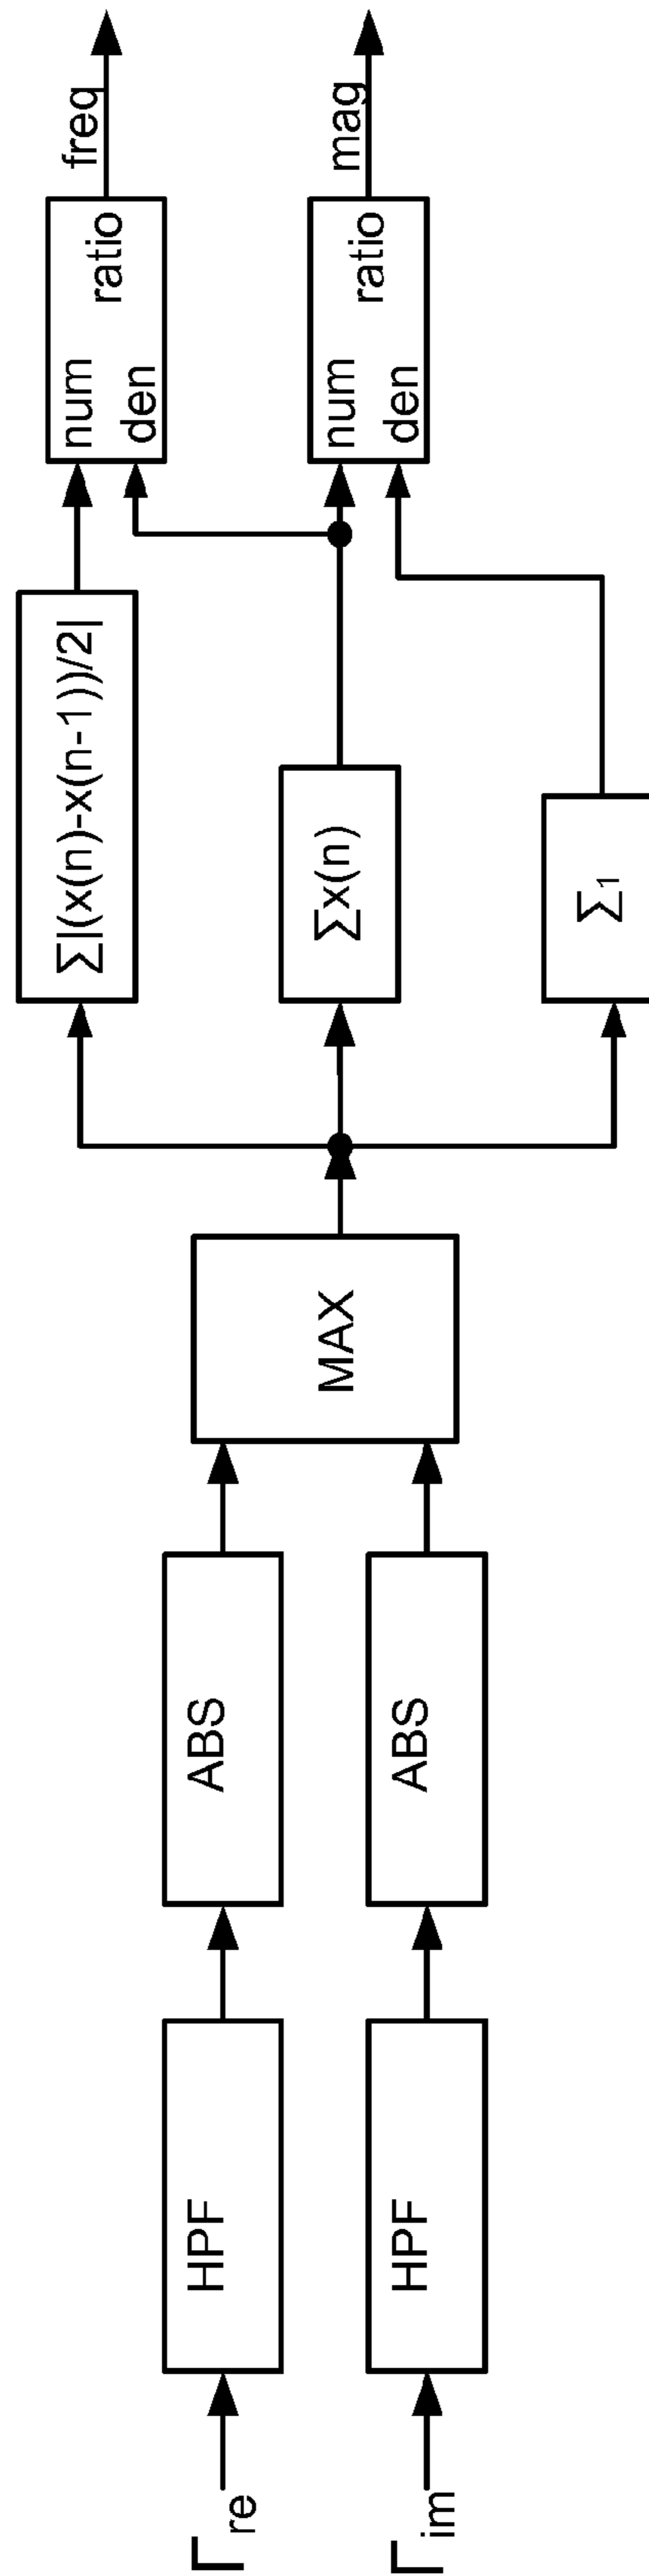 Γre
HPF
ABS
Γim
HPF
ABS
MAX
∑|(x(n)-x(n-1))/2|
∑x(n)
∑1
num
den
ratio
freq
num
den
ratio
mag